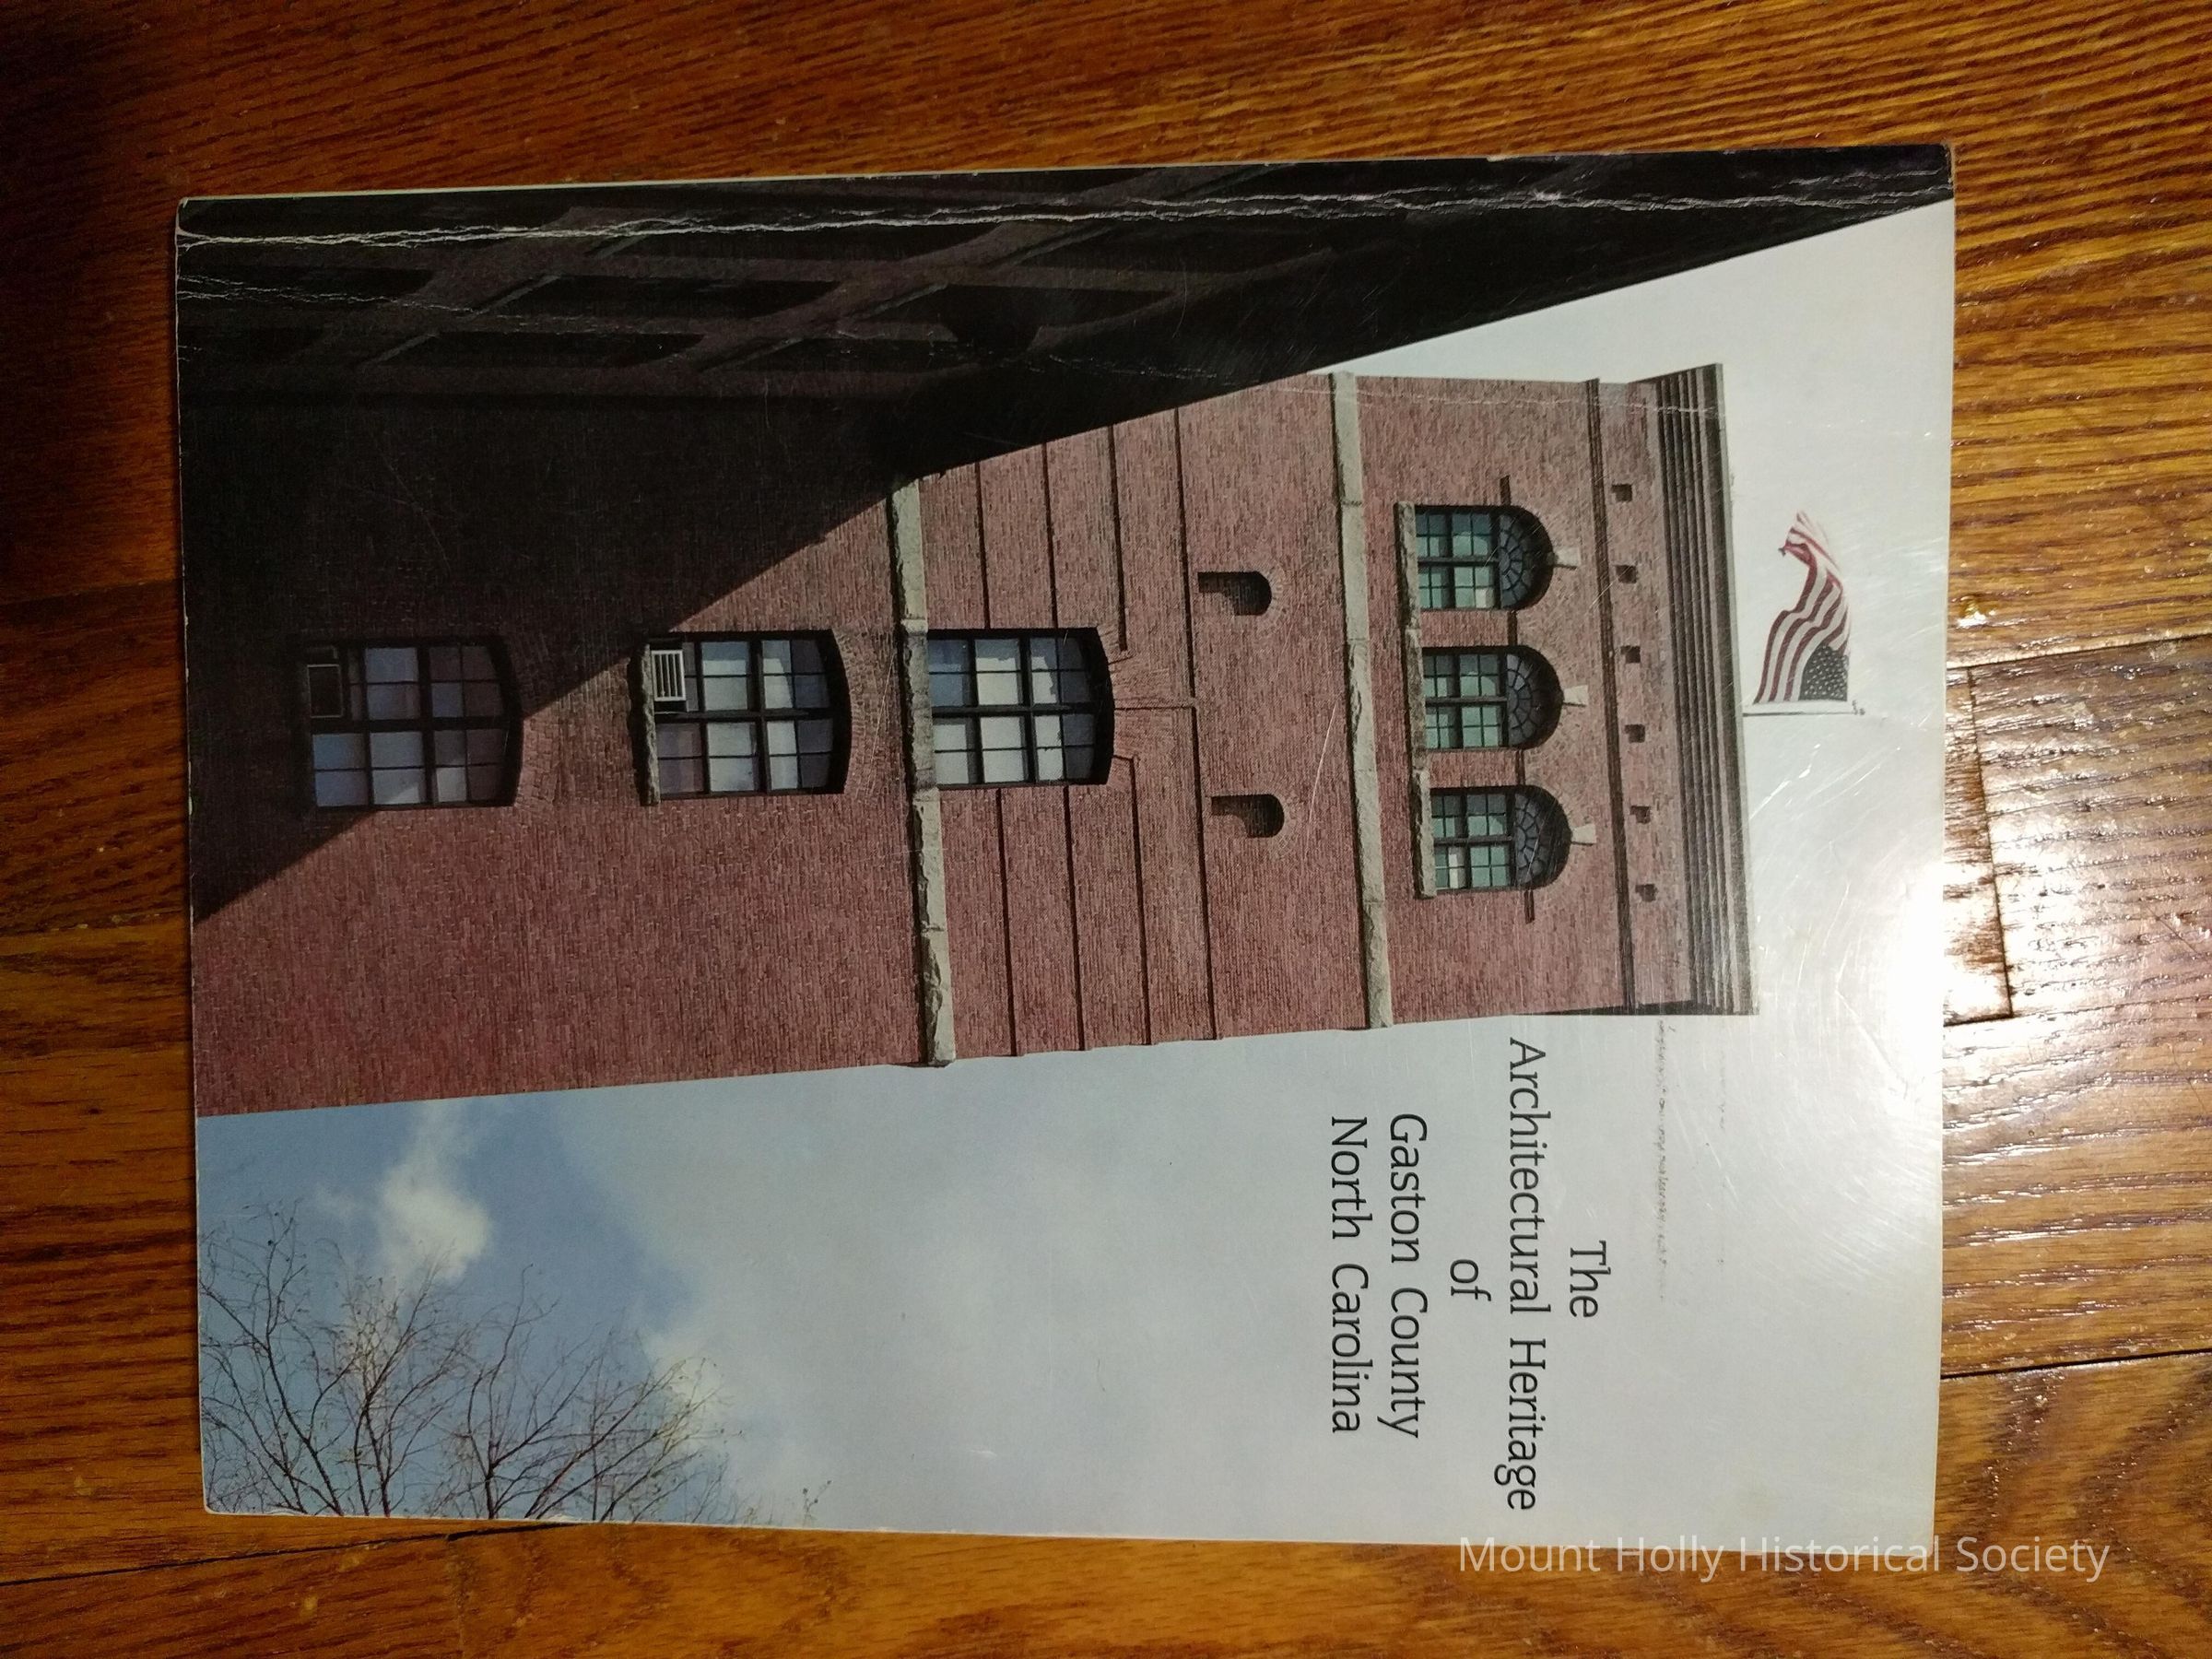 The
Architectural Heritage
of
Gaston County
North Carolina
Mount Holly Historical Society